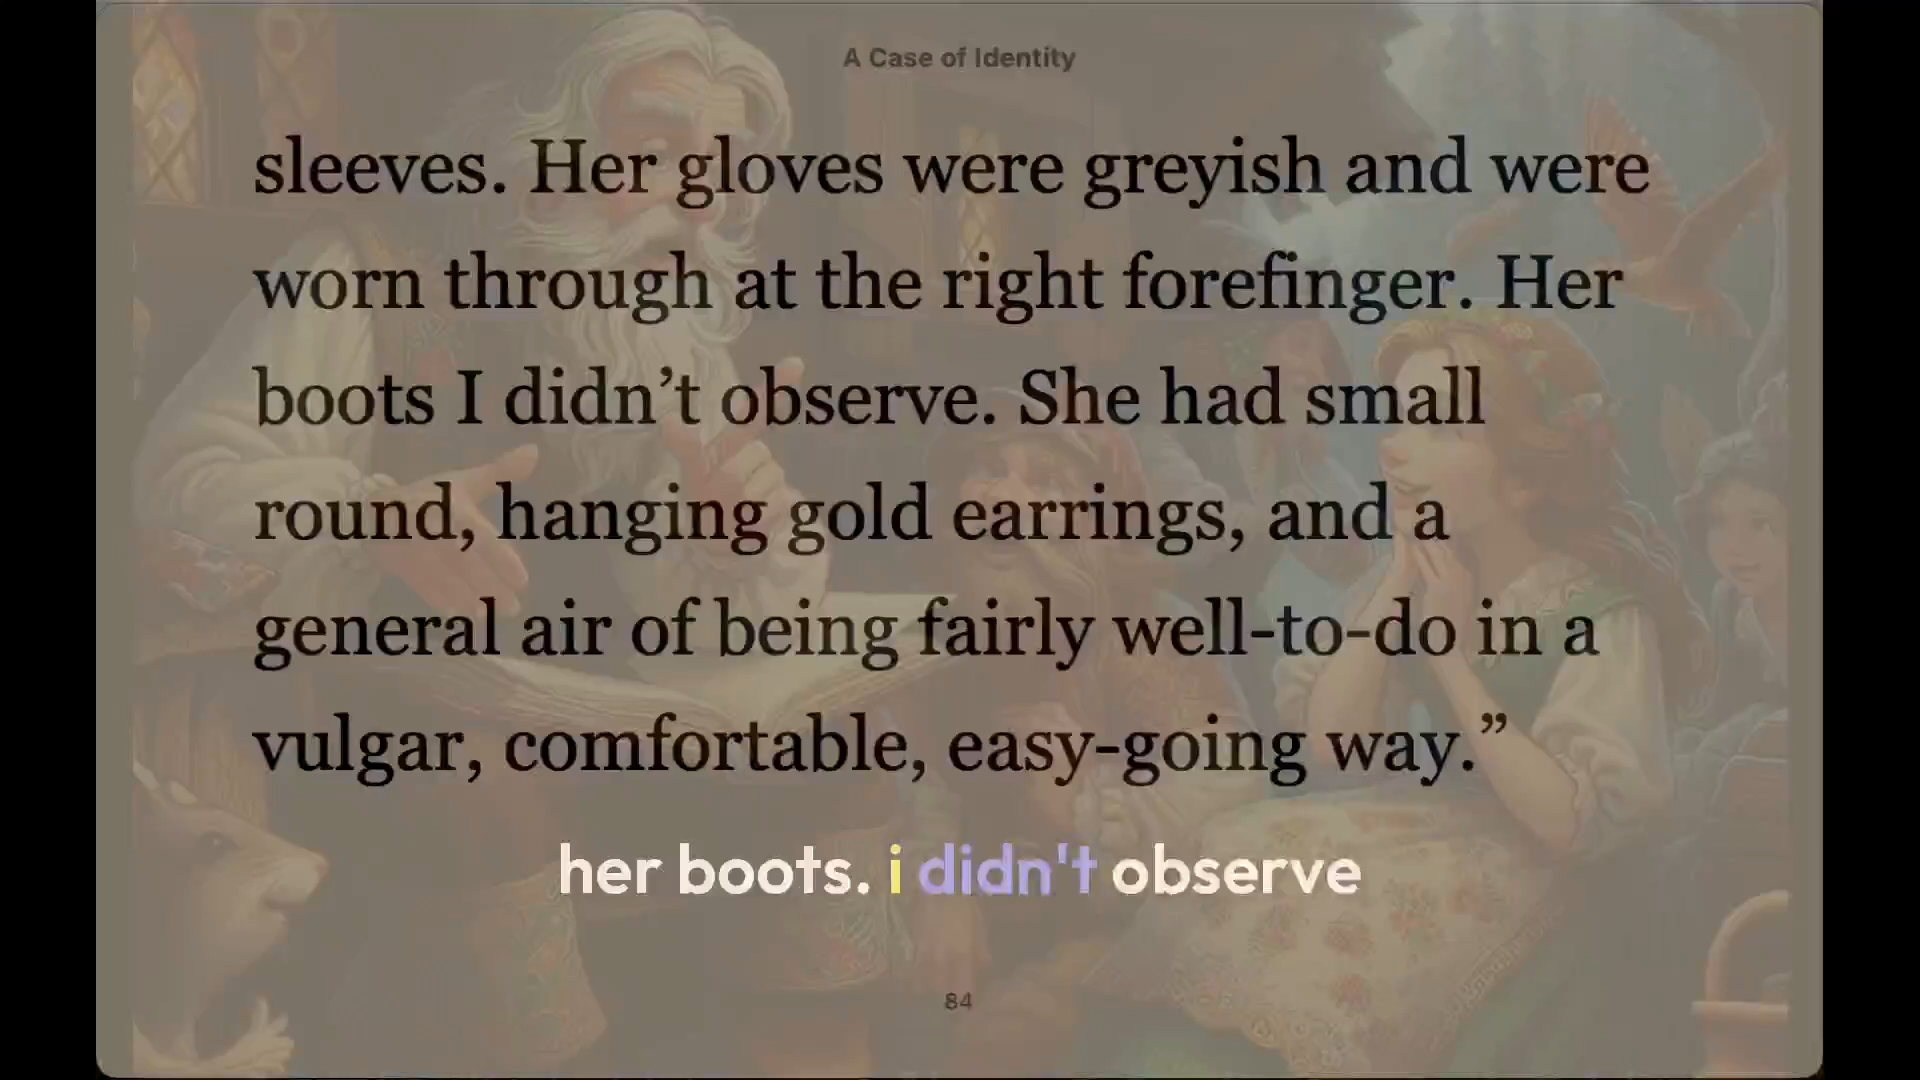 A Case of Identity
sleeves. Her gloves were greyish and were
worn through at the right forefinger. Her
boots I didn’t observe. She had small
round, hanging gold earrings, and a
general air of being fairly well-to-do in a
vulgar, comfortable, easy-going way.”
her boots. i didn't observe
84